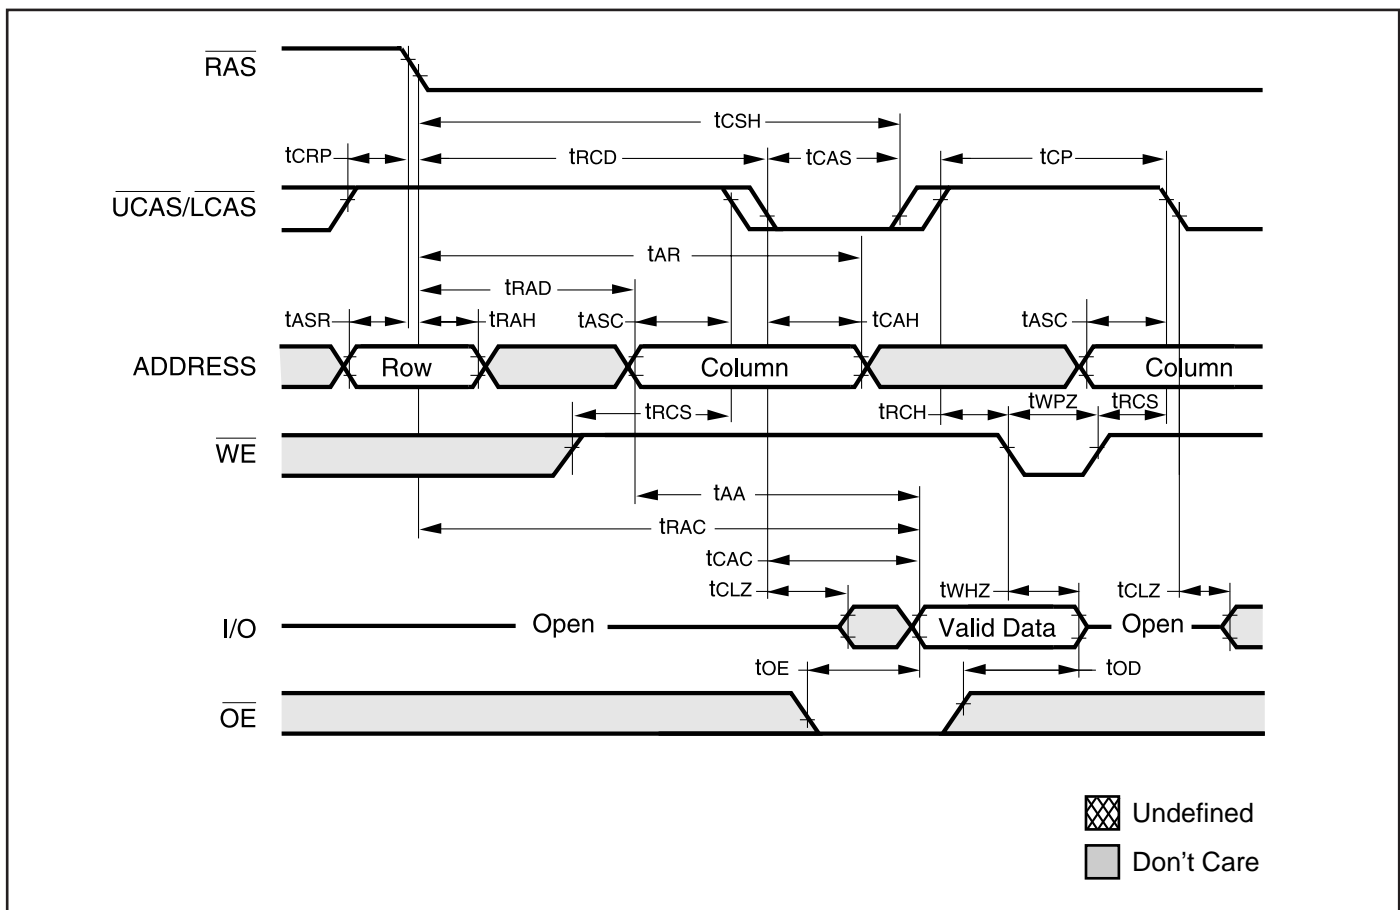 RAS
tCSH
tCRP
tRCD
tCAS
tCP
UCAS/LCAS
tAR
tRAD
tASR
tRAH
tASC
tCAH
tASC
ADDRESS
Row
Column
Column
tRCS
tRCH
tWPZ
tRCS
WE
tAA
tRAC
tCAC
tCLZ
tWHZ
tCLZ
I/O
Open
Valid Data
Open
tOE
tOD
OE
Undefined
Don't Care